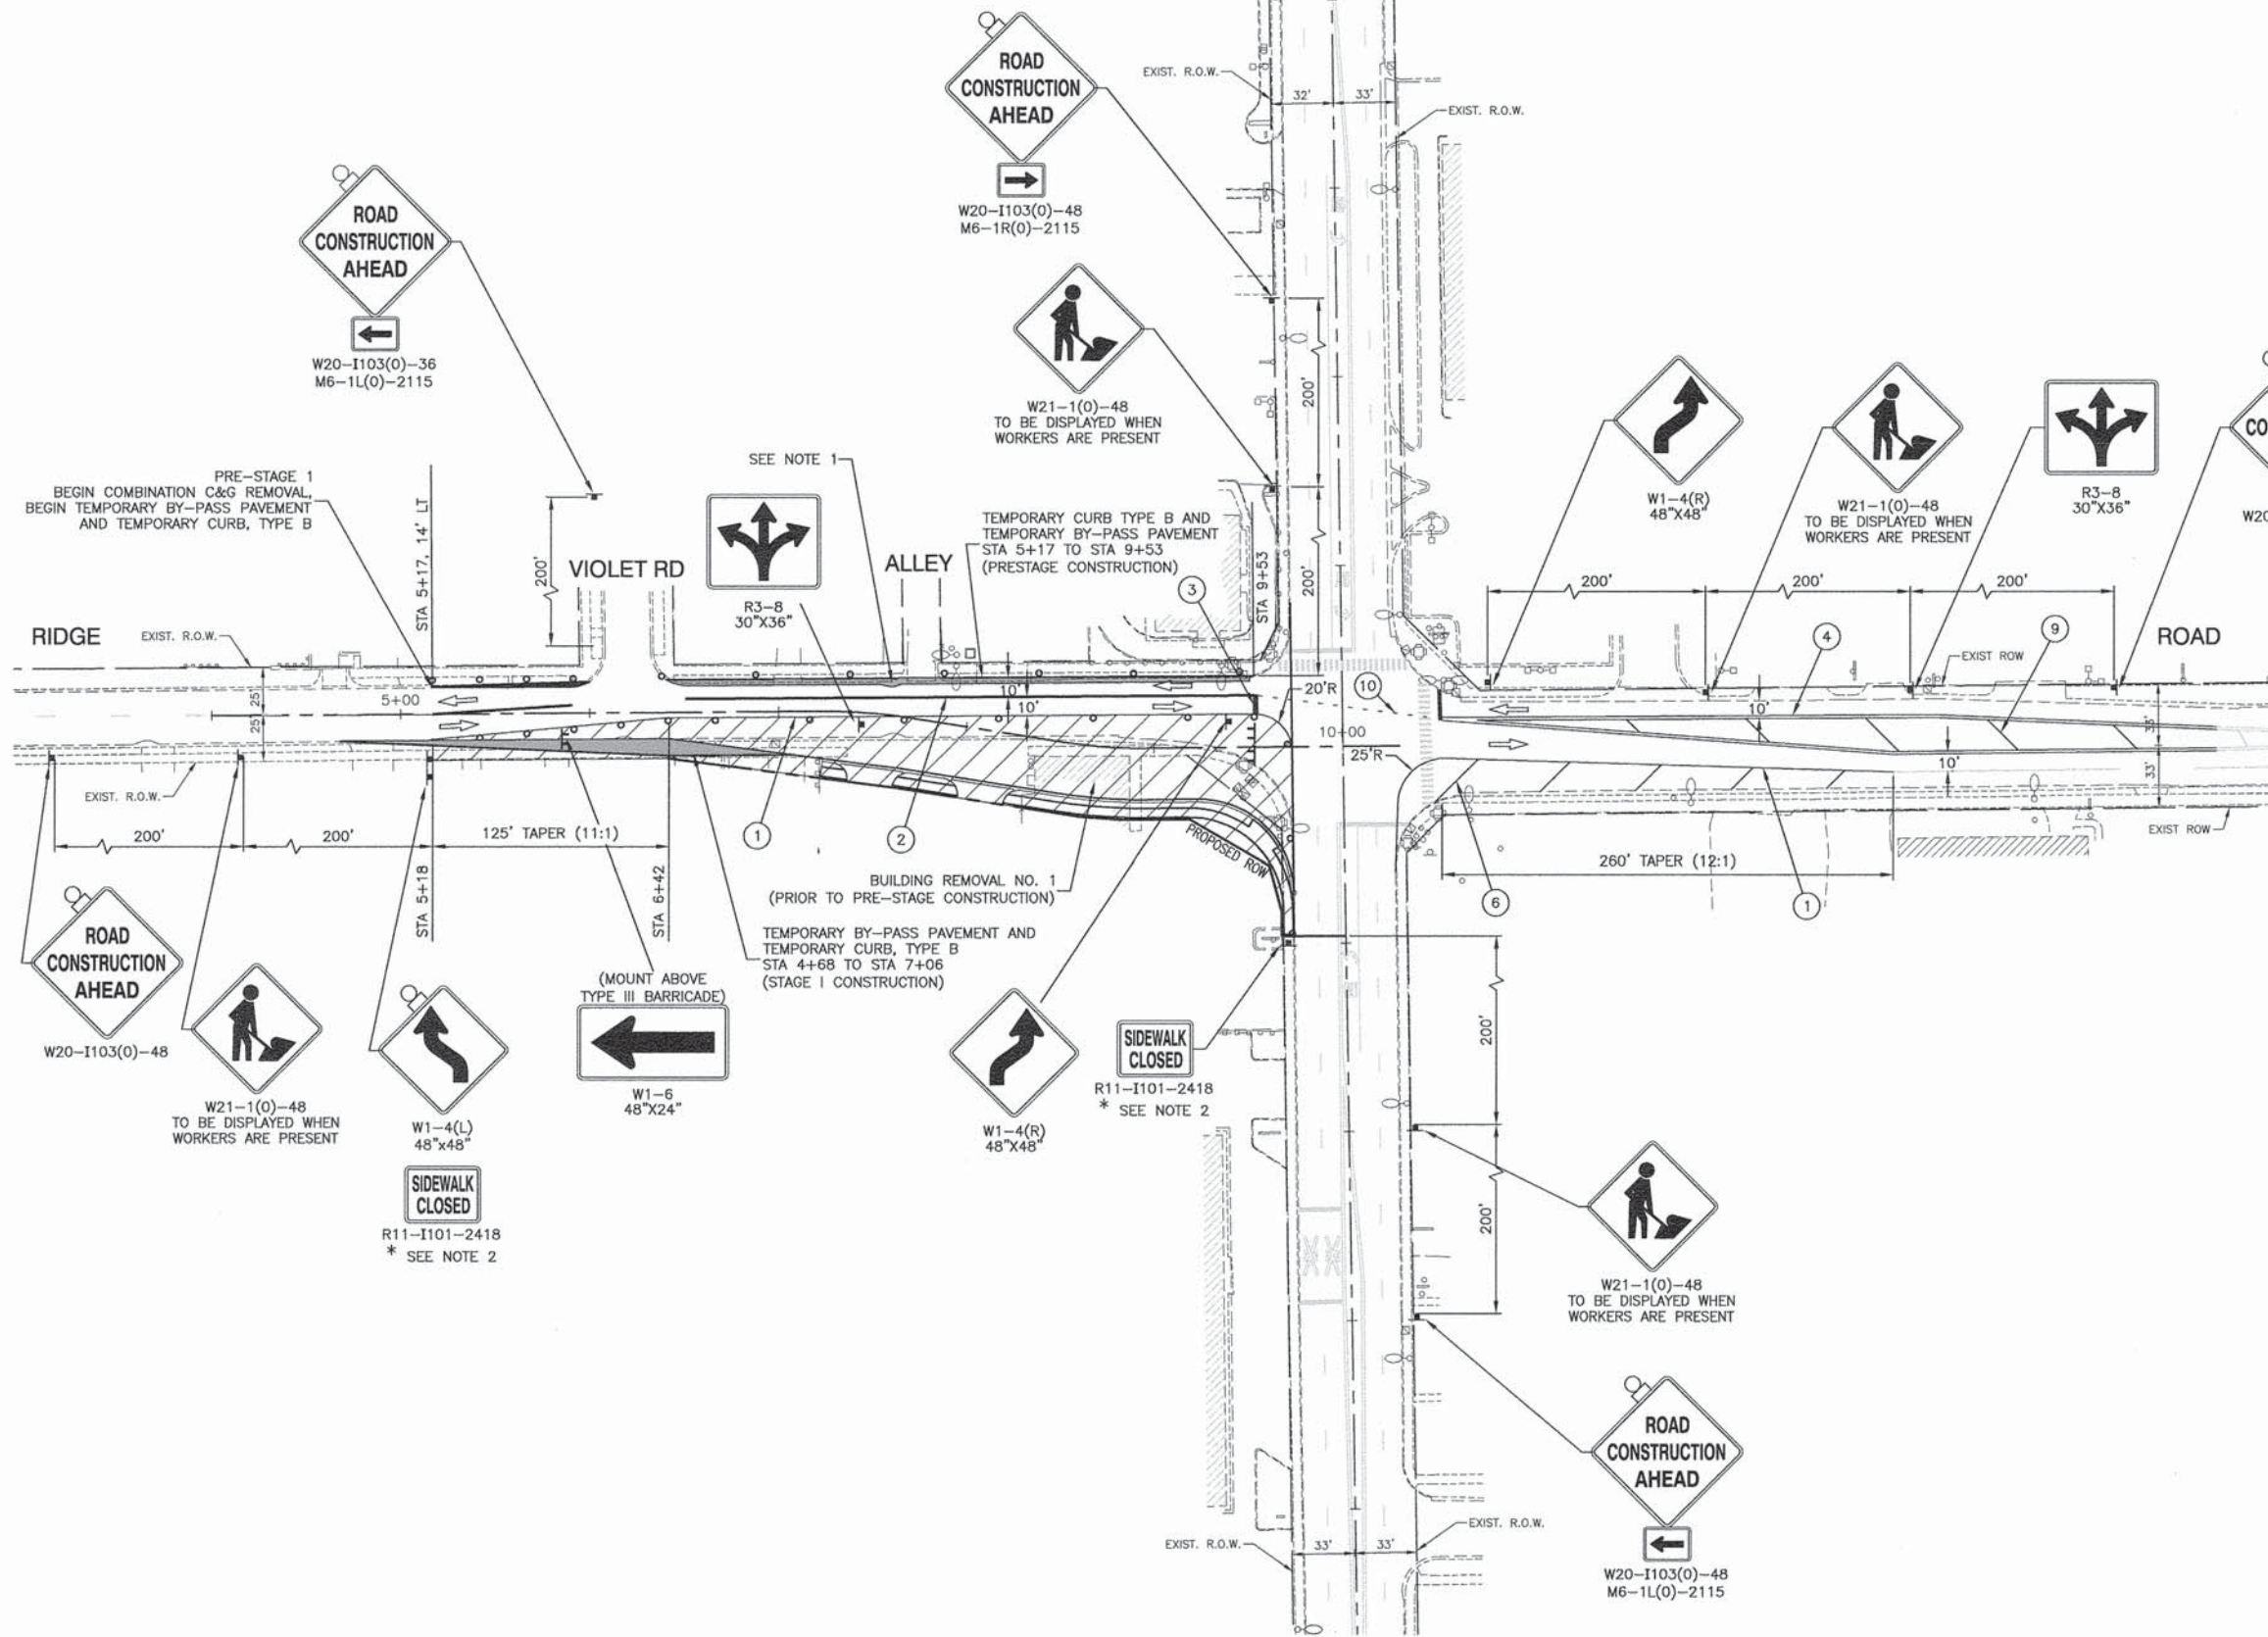 ROAD
CONSTRUCTION
AHEAD
W20-I103(0)-48
M6-1R(0)-2115
EXIST. R.O.W.
32'
33'
EXIST. R.O.W.
ROAD
CONSTRUCTION
AHEAD
W20-I103(0)-36
M6-1L(0)-2115
W21-1(0)-48
TO BE DISPLAYED WHEN
WORKERS ARE PRESENT
200'
200'
PRE-STAGE 1
BEGIN COMBINATION C&G REMOVAL,
BEGIN TEMPORARY BY-PASS PAVEMENT
AND TEMPORARY CURB, TYPE B
STA 5+17, 14' LT
200'
VIOLET RD
SEE NOTE 1
R3-8
30"X36"
ALLEY
TEMPORARY CURB TYPE B AND
TEMPORARY BY-PASS PAVEMENT
STA 5+17 TO STA 9+53
(PRESTAGE CONSTRUCTION)
3
STA 9+53
W1-4(R)
48"X48"
W21-1(0)-48
TO BE DISPLAYED WHEN
WORKERS ARE PRESENT
R3-8
30"X36"
CO
W20
200'
200'
200'
4
9
ROAD
EXIST ROW
RIDGE
EXIST. R.O.W.
25'
25'
5+00
10'
10'
20'R
10
10+00
25'R
10'
10'
33'
33'
EXIST ROW
EXIST. R.O.W.
200'
200'
125' TAPER (11:1)
STA 5+18
STA 6+42
1
2
BUILDING REMOVAL NO. 1
(PRIOR TO PRE-STAGE CONSTRUCTION)
PROPOSED ROW
260' TAPER (12:1)
6
1
TEMPORARY BY-PASS PAVEMENT AND
TEMPORARY CURB, TYPE B
STA 4+68 TO STA 7+06
(STAGE I CONSTRUCTION)
ROAD
CONSTRUCTION
AHEAD
W20-I103(0)-48
W21-1(0)-48
TO BE DISPLAYED WHEN
WORKERS ARE PRESENT
W1-4(L)
48"x48"
SIDEWALK
CLOSED
R11-I101-2418
* SEE NOTE 2
(MOUNT ABOVE
TYPE III BARRICADE)
W1-6
48"X24"
W1-4(R)
48"X48"
SIDEWALK
CLOSED
R11-I101-2418
* SEE NOTE 2
200'
200'
W21-1(0)-48
TO BE DISPLAYED WHEN
WORKERS ARE PRESENT
ROAD
CONSTRUCTION
AHEAD
W20-I103(0)-48
M6-1L(0)-2115
EXIST. R.O.W.
33'
33'
EXIST. R.O.W.